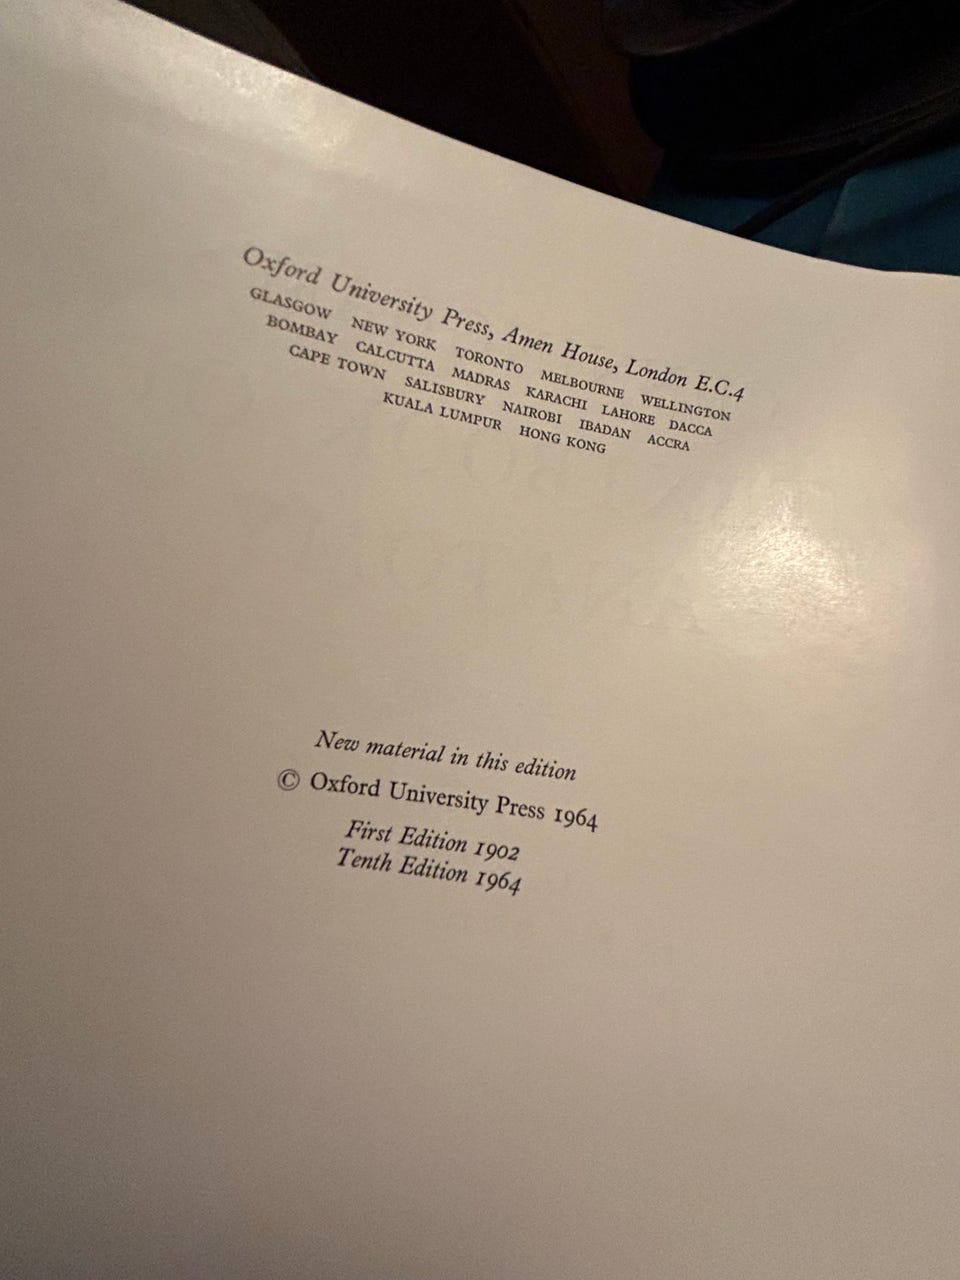 Oxford University Press, Amen House, London E.C.4
GLASGOW NEW YORK TORONTO MELBOURNE WELLINGTON
BOMBAY CALCUTTA MADRAS KARACHI LAHORE DACCA
CAPE TOWN SALISBURY NAIROBI IBADAN ACCRA
KUALA LUMPUR HONG KONG
New material in this edition
© Oxford University Press 1964
First Edition 1902
Tenth Edition 1964